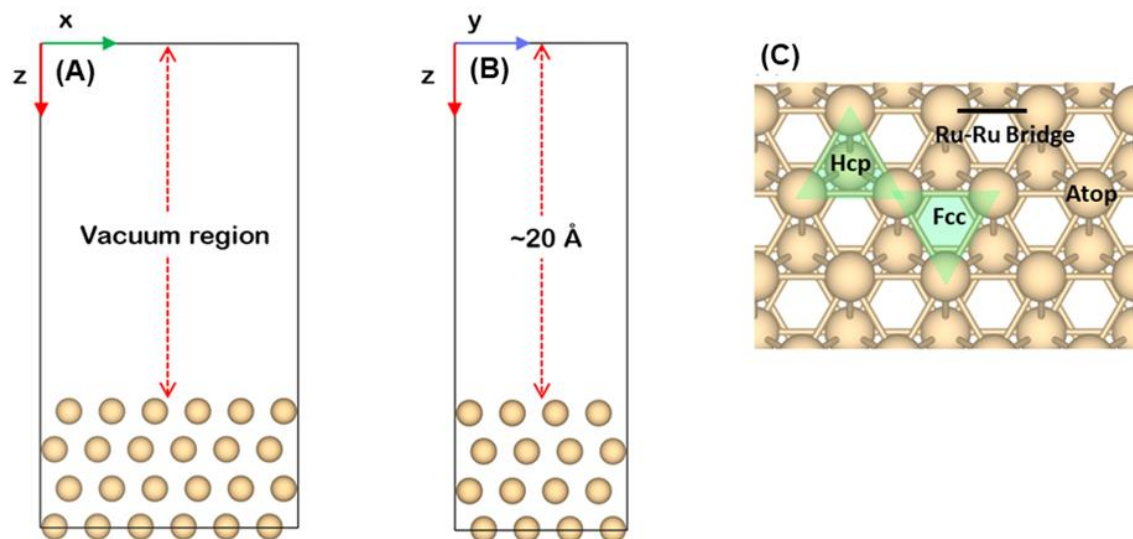 x
(A)
z
Vacuum region
y
(B)
z
~20 Å
(C)
Ru-Ru Bridge
Hcp
Atop
Fcc